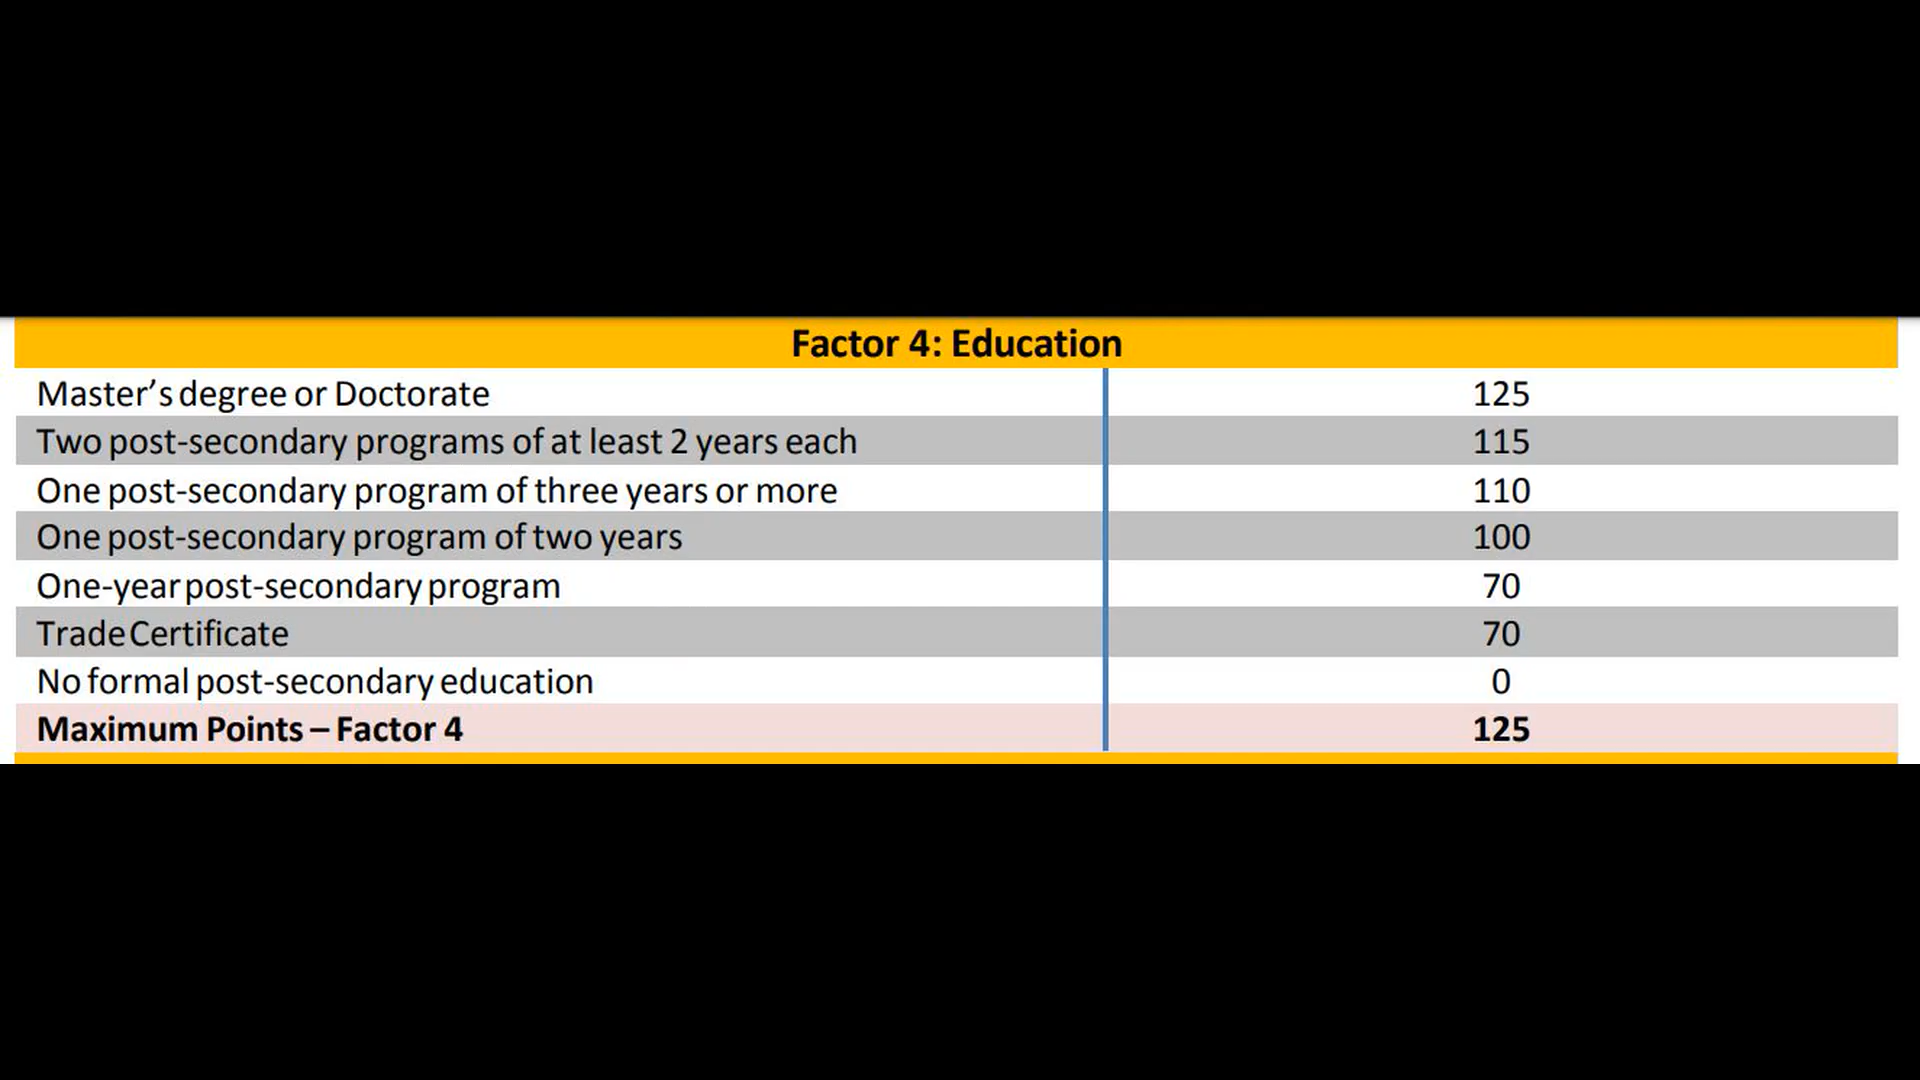 Factor 4: Education
Master’s degree or Doctorate 125
Two post-secondary programs of at least 2 years each 115
One post-secondary program of three years or more 110
One post-secondary program of two years 100
One-year post-secondary program 70
Trade Certificate 70
No formal post-secondary education 0
Maximum Points – Factor 4 125